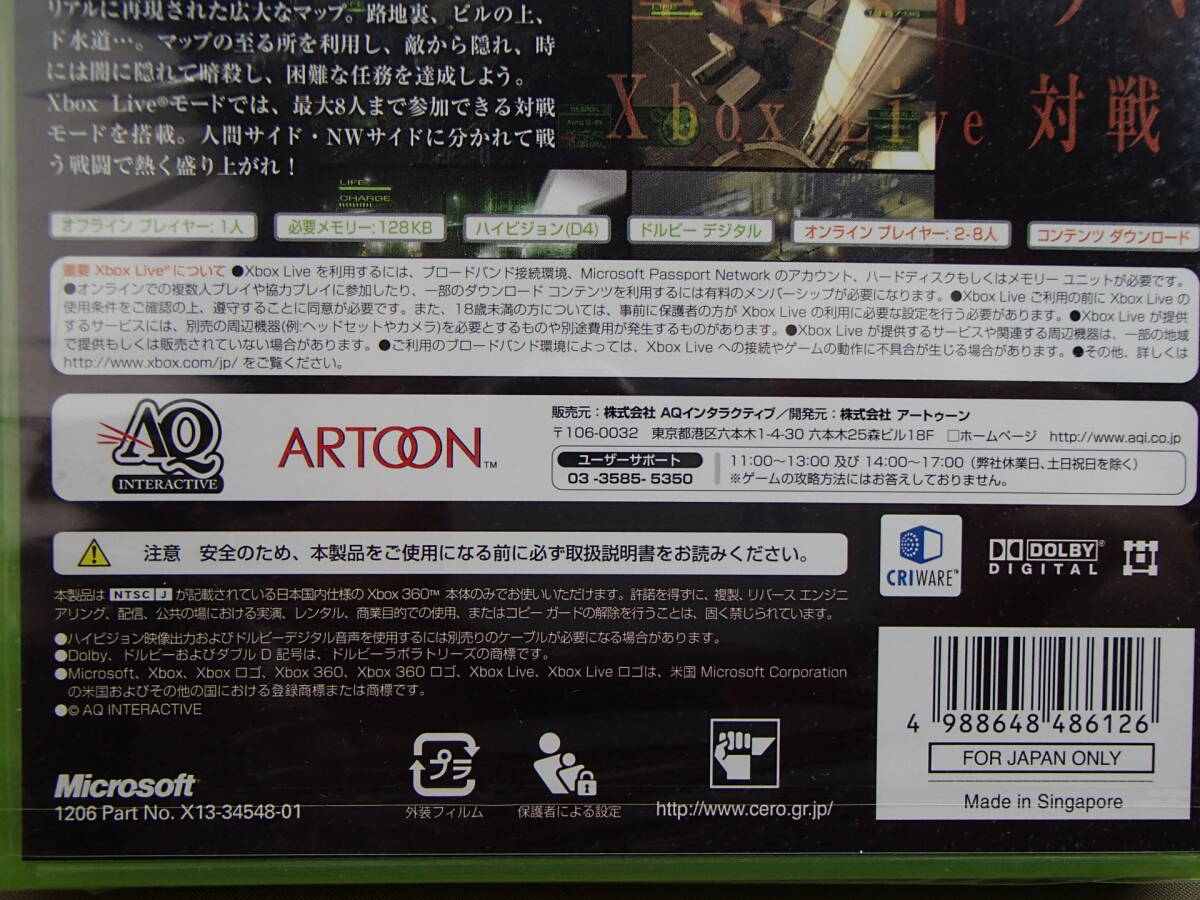 リアルに再現された広大なマップ。路地裏、ビルの上、
ド水道…。マップの至る所を利用し、敵から隠れ、時
には闇に隠れて暗殺し、困難な任務を達成しよう。
Xbox Live®モードでは、最大8人まで参加できる対戦
モードを搭載。人間サイド・NWサイドに分かれて戦
う戦闘で熱く盛り上がれ！
LIFE
Xbox Live 対戦
LIFE
CHARGE
オフライン プレイヤー: 1人
必要メモリー: 128 KB
ハイビジョン(D4)
ドルビー デジタル
オンライン プレイヤー: 2-8人
コンテンツ ダウンロード
重要 Xbox Live®について ●Xbox Live を利用するには、ブロードバンド接続環境、Microsoft Passport Network のアカウント、ハードディスクもしくはメモリー ユニットが必要です。
●オンラインでの複数人プレイや協力プレイに参加したり、一部のダウンロード コンテンツを利用するには有料のメンバーシップが必要になります。●Xbox Live ご利用の前に Xbox Live の
使用条件をご確認の上、遵守することに同意が必要です。また、18歳未満の方については、事前に保護者の方が Xbox Live の利用に必要な設定を行う必要があります。●Xbox Live が提供
するサービスには、別売の周辺機器(例:ヘッドセットやカメラ)を必要とするものや別途費用が発生するものがあります。●Xbox Live が提供するサービスや関連する周辺機器は、一部の地域
で提供もしくは販売されていない場合があります。●ご利用のブロードバンド環境によっては、Xbox Live への接続やゲームの動作に不具合が生じる場合があります。●その他、詳しくは
http://www.xbox.com/jp/ をご覧ください。
AQ
INTERACTIVE
ARTOON™
販売元：株式会社 AQインタラクティブ／開発元：株式会社 アートゥーン
〒106-0032 東京都港区六本木1-4-30 六本木25森ビル18F □ホームページ http://www.aqi.co.jp
ユーザーサポート
03-3585-5350
11:00～13:00 及び 14:00～17:00（弊社休業日、土日祝日を除く）
※ゲームの攻略方法にはお答えしておりません。
注意 安全のため、本製品をご使用になる前に必ず取扱説明書をお読みください。
CRIWARE™
DOLBY®
DIGITAL
本製品は NTSC J が記載されている日本国内仕様の Xbox 360™ 本体のみでお使いいただけます。許諾を得ずに、複製、リバース エンジニ
アリング、配信、公共の場における実演、レンタル、商業目的での使用、またはコピー ガードの解除を行うことは、固く禁じられています。
●ハイビジョン映像出力およびドルビーデジタル音声を使用するには別売りのケーブルが必要になる場合があります。
●Dolby、ドルビーおよびダブル D 記号は、ドルビーラボラトリーズの商標です。
●Microsoft、Xbox、Xbox ロゴ、Xbox 360、Xbox 360 ロゴ、Xbox Live、Xbox Live ロゴは、米国 Microsoft Corporation
の米国およびその他の国における登録商標または商標です。
●© AQ INTERACTIVE
4 988648 486126
FOR JAPAN ONLY
Made in Singapore
Microsoft®
1206 Part No. X13-34548-01
プラ
外装フィルム
保護者による設定
http://www.cero.gr.jp/